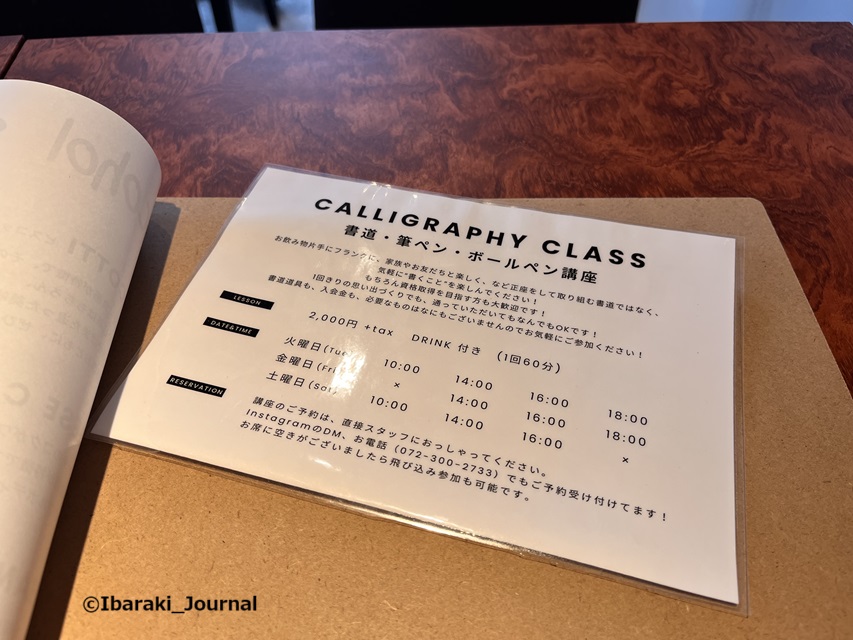 CALLIGRAPHY CLASS
書道・筆ペン・ボールペン講座
お飲み物片手にフランクに、家族やお友だちと楽しく、など正座をして取り組む書道ではなく、
気軽に"書くこと"を楽しんでください！
もちろん資格取得を目指す方も大歓迎です！
1回きりの思い出づくりでも、通っていただいてもなんでもOKです！
書道道具も、入会金も、必要なものはなにもございませんのでお気軽にご参加ください！
LESSON
2,000円 +tax DRINK 付き (1回60分)
DATE&TIME
火曜日(Tue 10:00 14:00 16:00 18:00
金曜日(Fri × 14:00 16:00 18:00
土曜日(Sat 10:00 14:00 16:00 ×
RESERVATION
講座のご予約は、直接スタッフにおっしゃってください。
InstagramのDM、お電話（072-300-2733）でもご予約受け付けてます！
お席に空きがございましたら飛び込み参加も可能です。
©Ibaraki_Journal